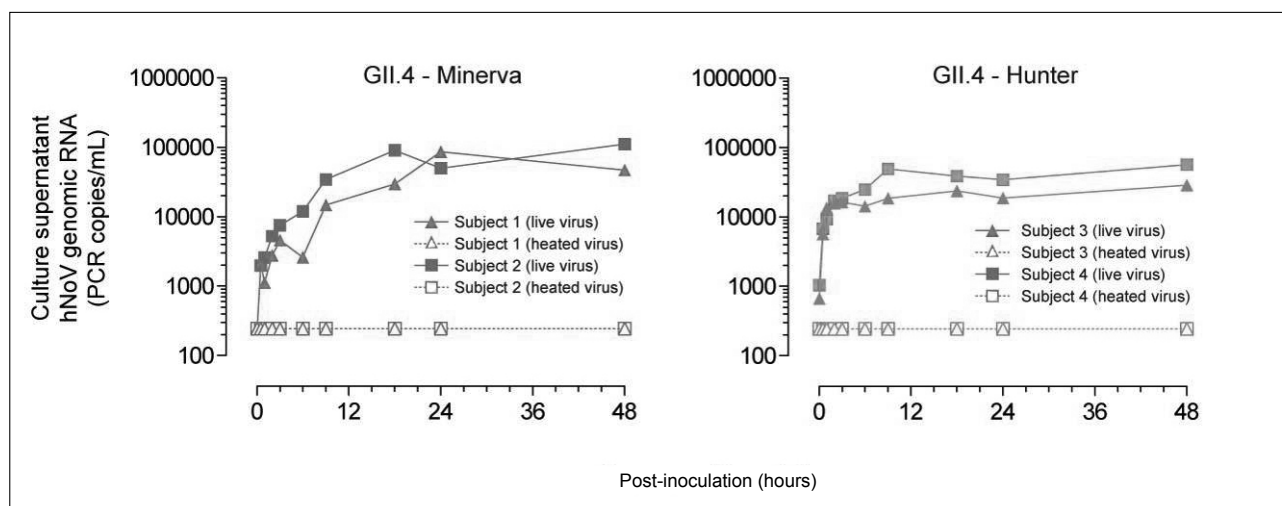 GII.4 - Minerva
Culture supernatant
hNoV genomic RNA
(PCR copies/mL)
1000000
100000
10000
1000
100
Subject 1 (live virus)
Subject 1 (heated virus)
Subject 2 (live virus)
Subject 2 (heated virus)
0 12 24 36 48
GII.4 - Hunter
1000000
100000
10000
1000
100
Subject 3 (live virus)
Subject 3 (heated virus)
Subject 4 (live virus)
Subject 4 (heated virus)
0 12 24 36 48
Post-inoculation (hours)